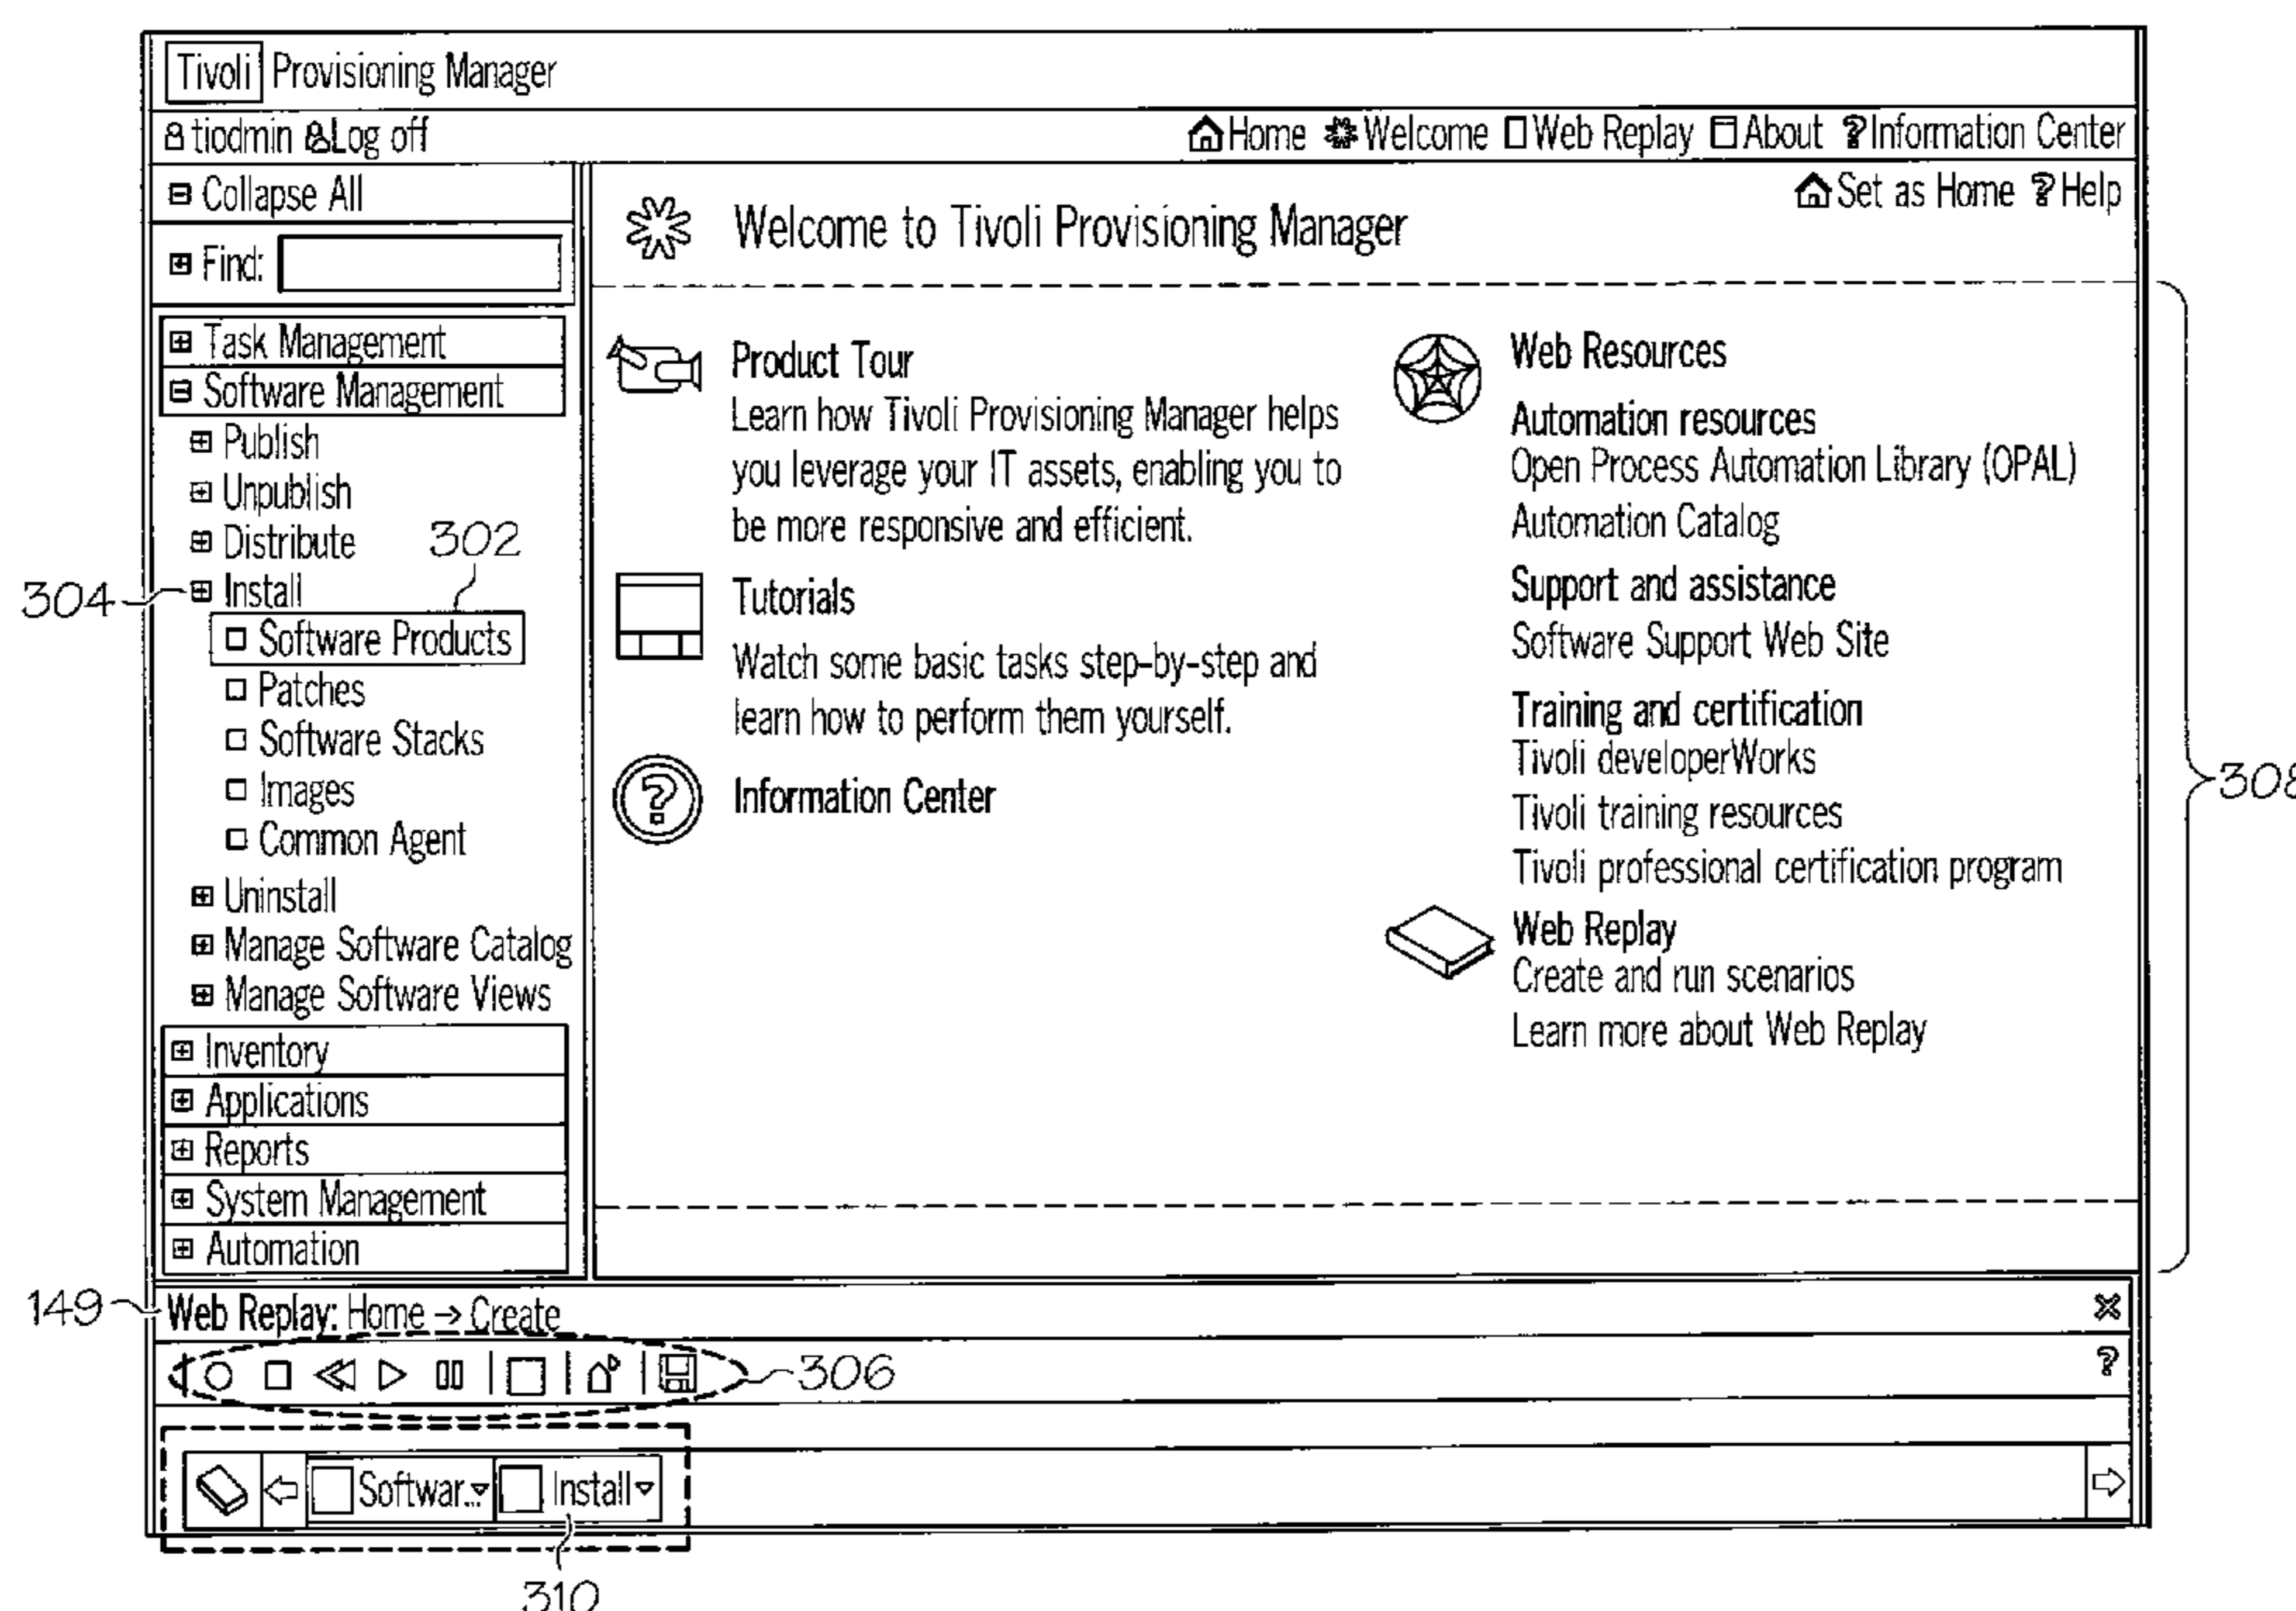 Tivoli Provisioning Manager
tiodmin Log off
Home Welcome Web Replay About ?Information Center
Collapse All
Find:
Task Management
Software Management
Publish
Unpublish
Distribute
302
304
Install
Software Products
Patches
Software Stacks
Images
Common Agent
Uninstall
Manage Software Catalog
Manage Software Views
Inventory
Applications
Reports
System Management
Automation
Set as Home ?Help
Welcome to Tivoli Provisioning Manager
Product Tour
Learn how Tivoli Provisioning Manager helps
you leverage your IT assets, enabling you to
be more responsive and efficient.
Tutorials
Watch some basic tasks step-by-step and
learn how to perform them yourself.
?
Information Center
Web Resources
Automation resources
Open Process Automation Library (OPAL)
Automation Catalog
Support and assistance
Software Support Web Site
Training and certification
Tivoli developerWorks
Tivoli training resources
Tivoli professional certification program
Web Replay
Create and run scenarios
Learn more about Web Replay
308
149
Web Replay: Home → Create
306
?
Softwar... Install
310